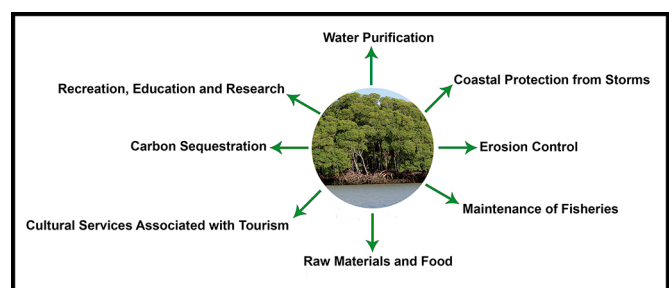 Water Purification
Coastal Protection from Storms
Recreation, Education and Research
Carbon Sequestration
Erosion Control
Maintenance of Fisheries
Cultural Services Associated with Tourism
Raw Materials and Food